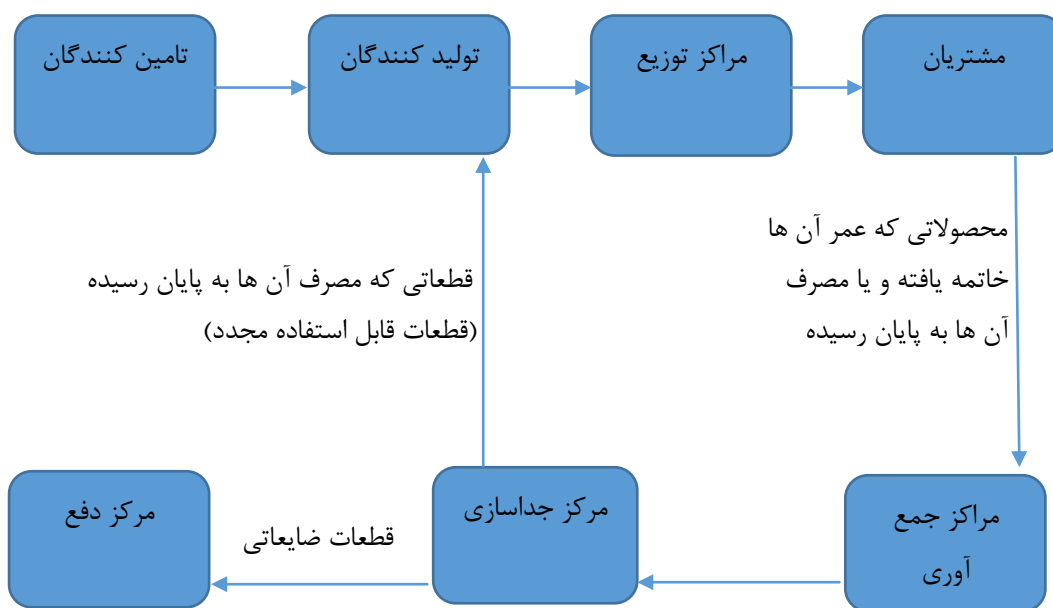 مشتریان
مراکز توزیع
تولید کنندگان
تامین کنندگان
محصولاتی که عمر آن ها
خاتمه یافته و یا مصرف
آن ها به پایان رسیده
قطعاتی که مصرف آن ها به پایان رسیده
(قطعات قابل استفاده مجدد)
مراکز جمع
آوری
مرکز جداسازی
قطعات ضایعاتی
مرکز دفع